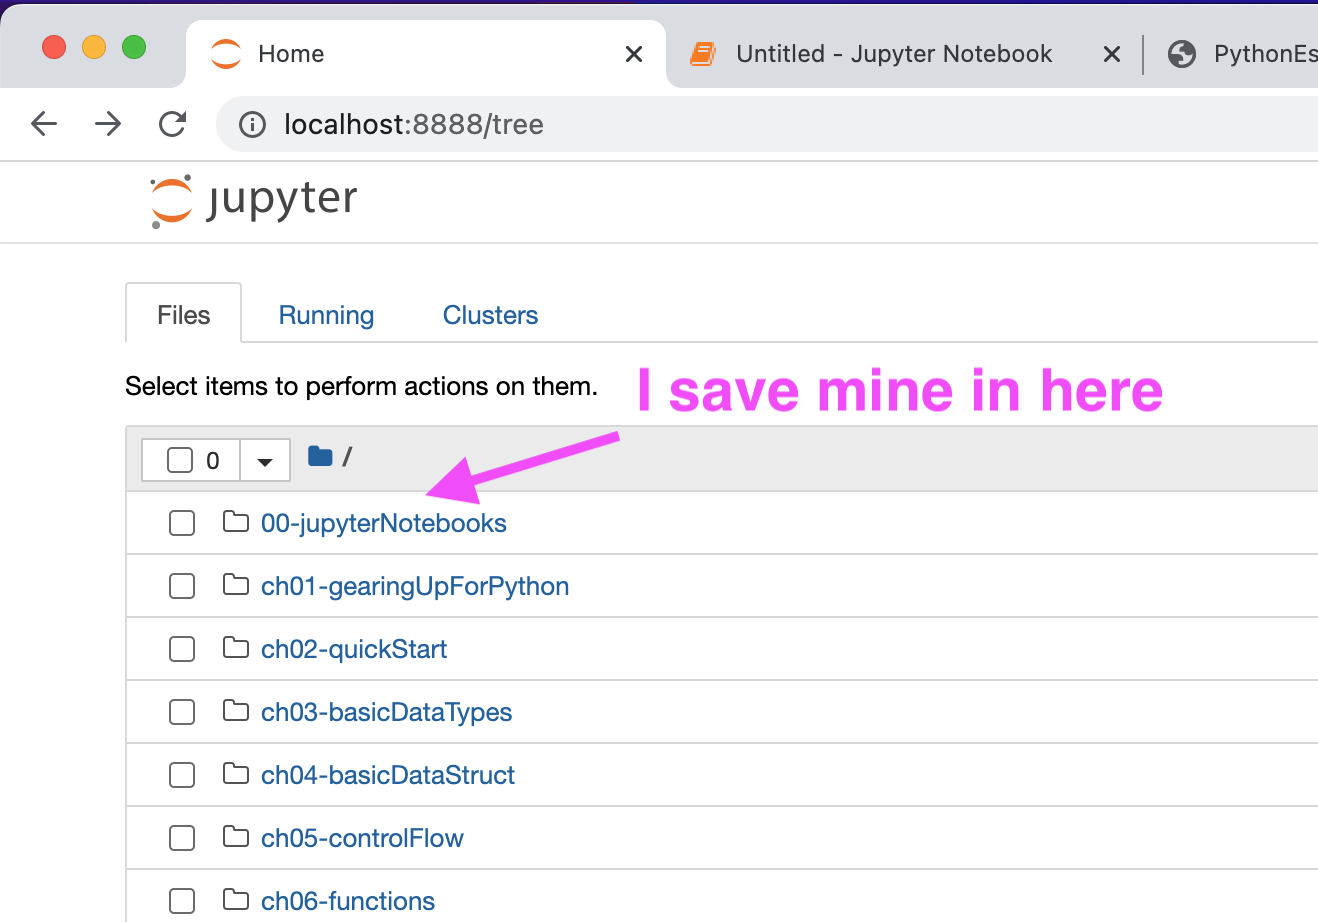 Home
Untitled - Jupyter Notebook
PythonEs
localhost:8888/tree
jupyter
Files Running Clusters
Select items to perform actions on them.
I save mine in here
0 /
00-jupyterNotebooks
ch01-gearingUpForPython
ch02-quickStart
ch03-basicDataTypes
ch04-basicDataStruct
ch05-controlFlow
ch06-functions